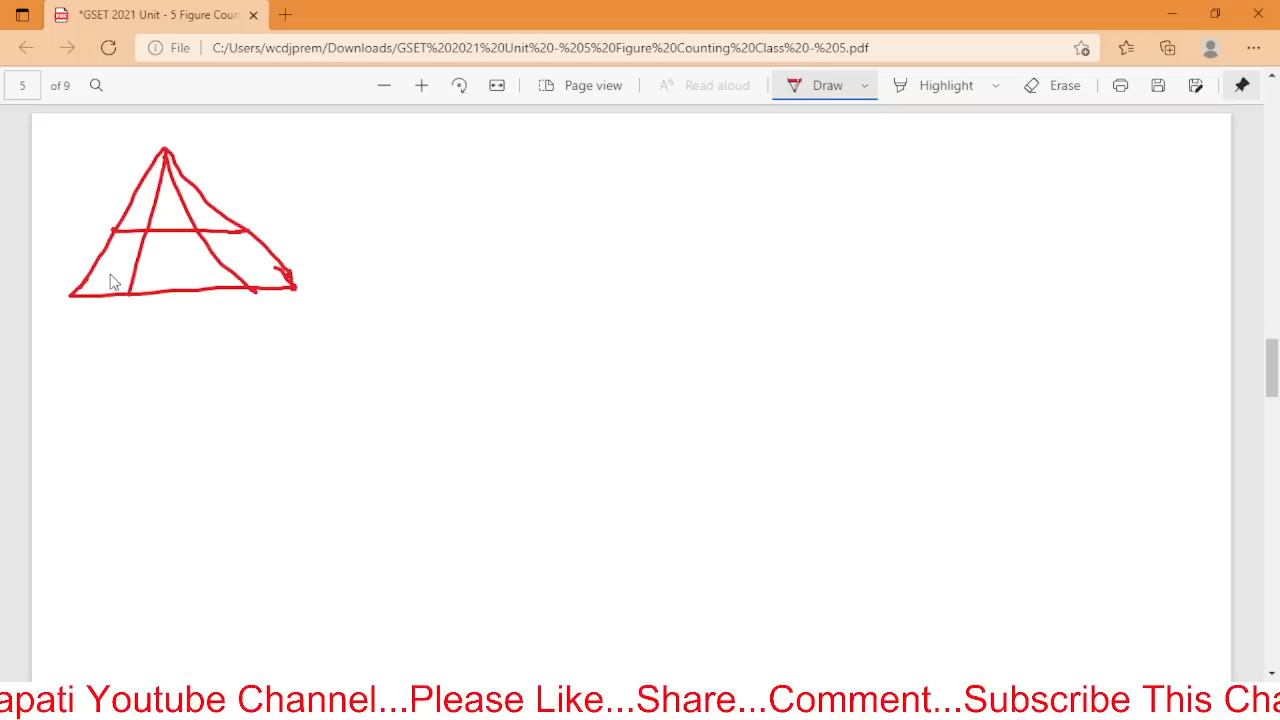 *GSET 2021 Unit - 5 Figure Coun
File C:/Users/wcdjprem/Downloads/GSET%202021%20Unit%20-%205%20Figure%20Counting%20Class%20-%205.pdf
5 of 9 Page view Read aloud Draw Highlight Erase
apati Youtube Channel...Please Like...Share...Comment...Subscribe This Cha